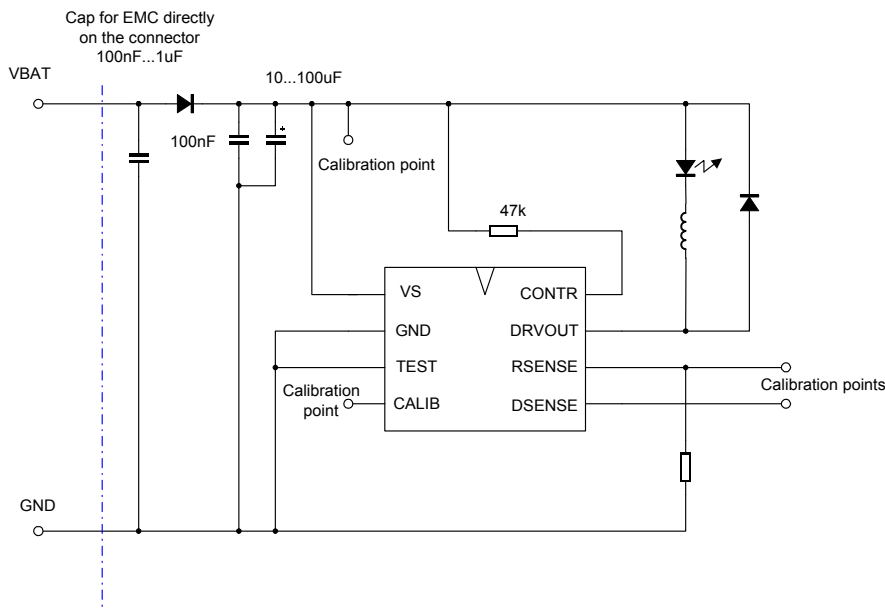 Cap for EMC directly
on the connector
100nF...1uF
VBAT
10...100uF
+
100nF
Calibration point
47k
VS
CONTR
GND
DRVOUT
TEST
RSENSE
Calibration
point
CALIB
DSENSE
Calibration points
GND